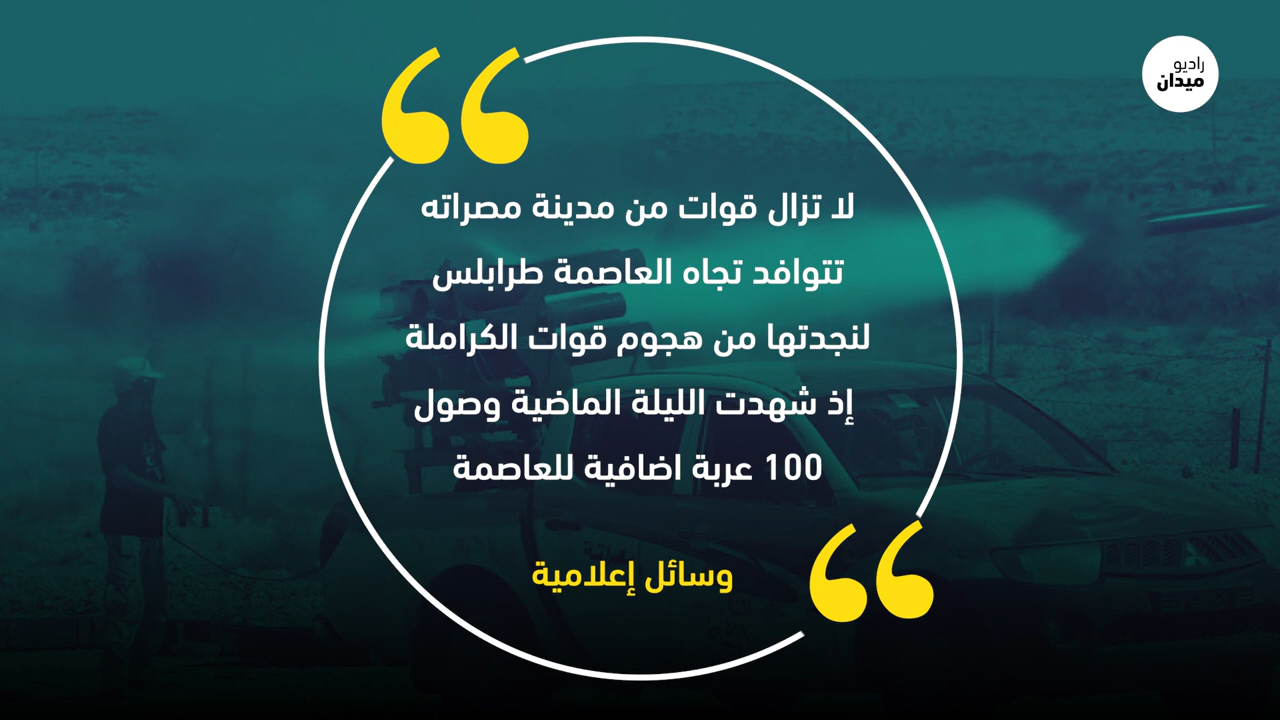 راديو
ميدان
لا تزال قوات من مدينة مصراته
تتوافد تجاه العاصمة طرابلس
لنجدتها من هجوم قوات الكراملة
إذ شهدت الليلة الماضية وصول
100 عربة اضافية للعاصمة
وسائل إعلامية